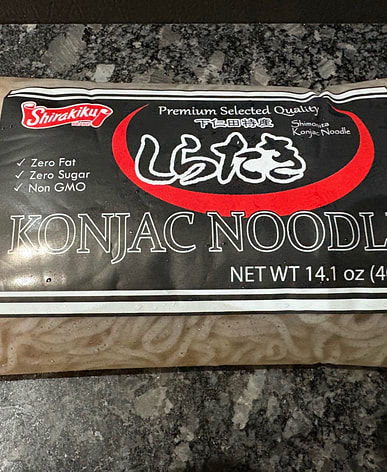 Shirakiku
Premium Selected Quality
下仁田特産
Shimonita
Konjac Noodle
しらたき
✓ Zero Fat
✓ Zero Sugar
✓ Non GMO
KONJAC NOODL
NET WT 14.1 oz (4